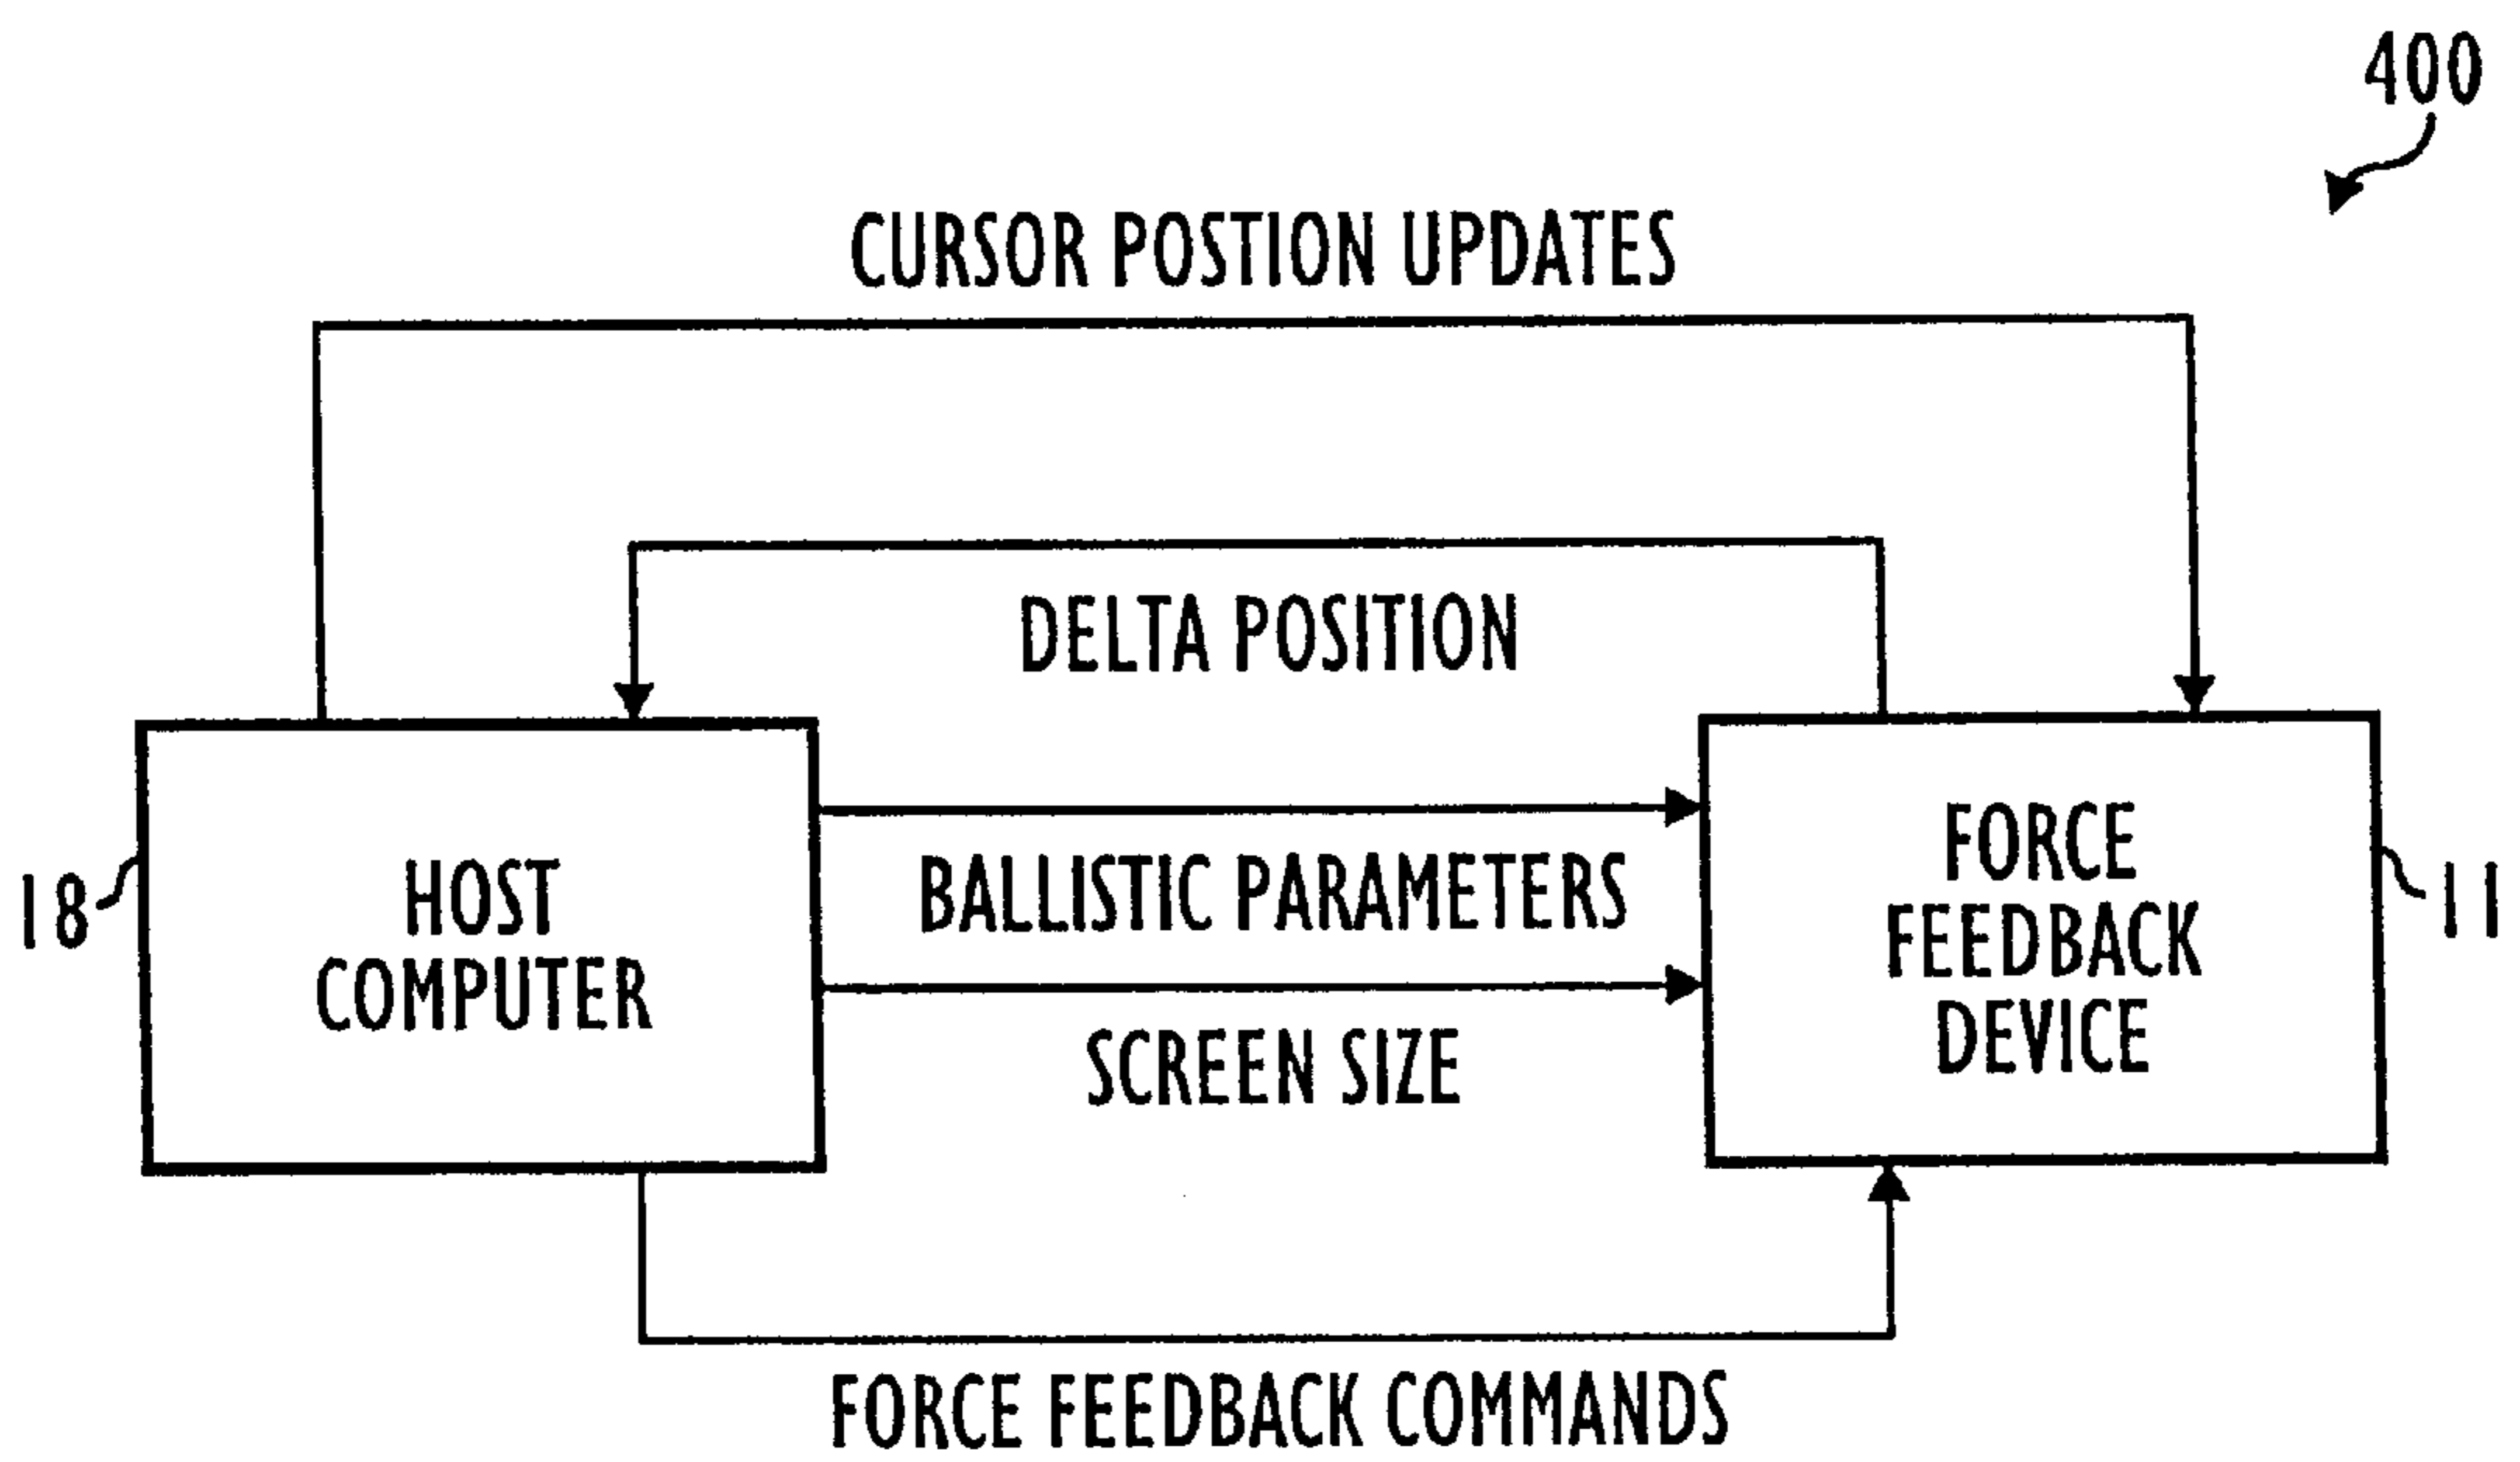 400
CURSOR POSTION UPDATES
DELTA POSITION
18
HOST
COMPUTER
BALLISTIC PARAMETERS
SCREEN SIZE
FORCE
FEEDBACK
DEVICE
11
FORCE FEEDBACK COMMANDS